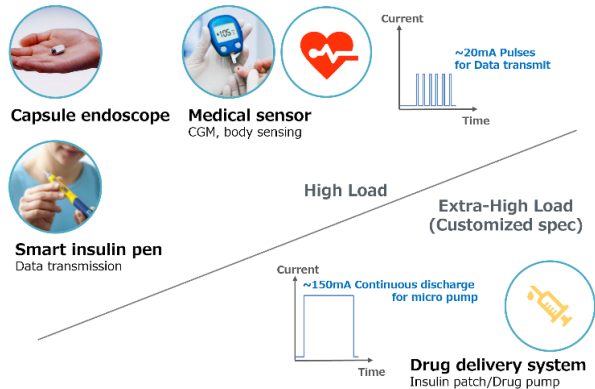 Capsule endoscope
Medical sensor
CGM, body sensing
Current
~20mA Pulses
for Data transmit
Time
Smart insulin pen
Data transmission
High Load
Extra-High Load
(Customized spec)
Current
~150mA Continuous discharge
for micro pump
Time
Drug delivery system
Insulin patch/Drug pump